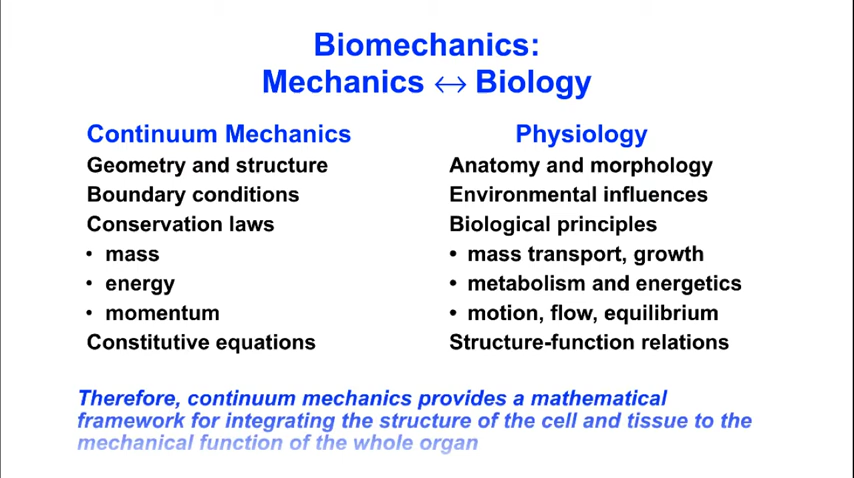 Biomechanics:
Mechanics ↔ Biology
Continuum Mechanics
Geometry and structure
Boundary conditions
Conservation laws
• mass
• energy
• momentum
Constitutive equations
Physiology
Anatomy and morphology
Environmental influences
Biological principles
• mass transport, growth
• metabolism and energetics
• motion, flow, equilibrium
Structure-function relations
Therefore, continuum mechanics provides a mathematical
framework for integrating the structure of the cell and tissue to the
mechanical function of the whole organ